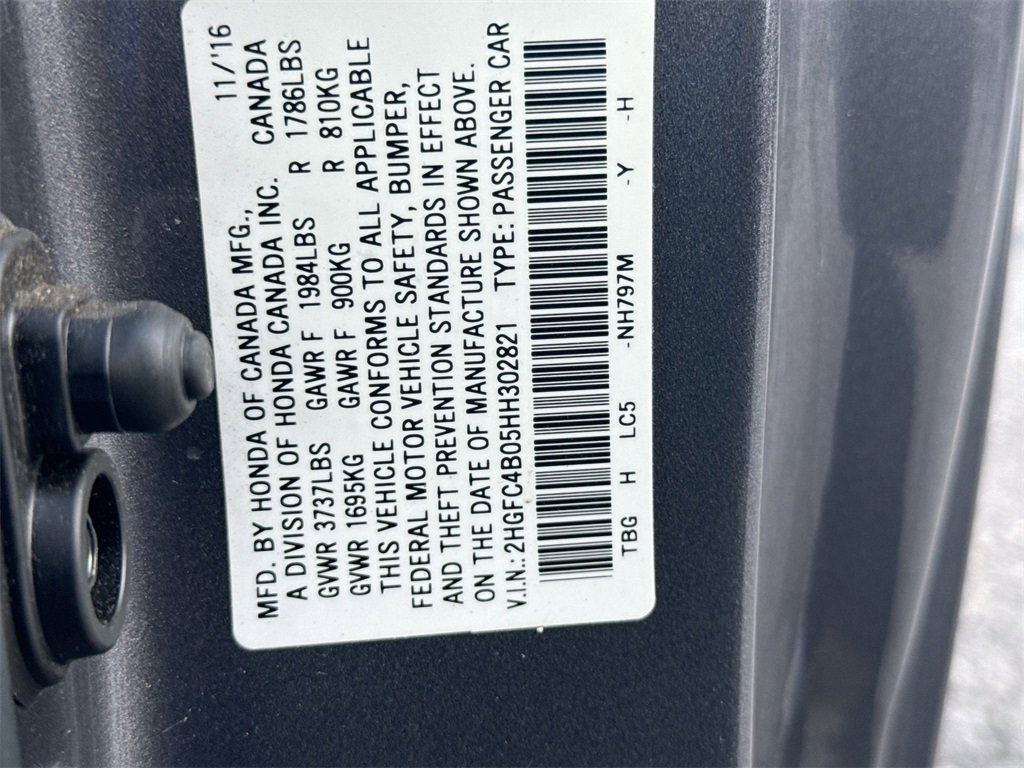 11/'16
MFD. BY HONDA OF CANADA MFG., CANADA
A DIVISION OF HONDA CANADA INC.
GVWR 3737LBS GAWR F 1984LBS R 1786LBS
GVWR 1695KG GAWR F 900KG R 810KG
THIS VEHICLE CONFORMS TO ALL APPLICABLE
FEDERAL MOTOR VEHICLE SAFETY, BUMPER,
AND THEFT PREVENTION STANDARDS IN EFFECT
ON THE DATE OF MANUFACTURE SHOWN ABOVE.
V.I.N.:2HGFC4B05HH302821 TYPE: PASSENGER CAR
TBG H LC5 -NH797M -Y -H